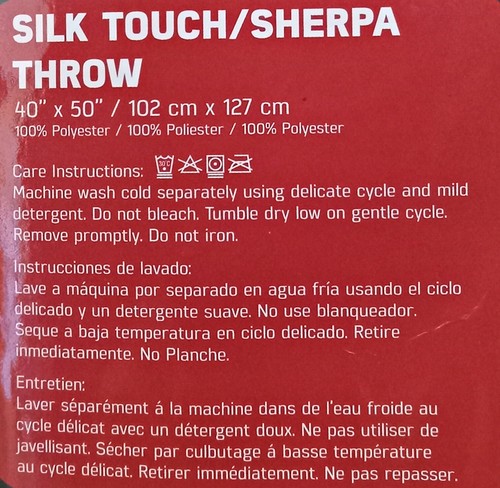 SILK TOUCH/SHERPA
THROW
40" x 50" / 102 cm x 127 cm
100% Polyester / 100% Poliester / 100% Polyester
Care Instructions: 30°C
Machine wash cold separately using delicate cycle and mild
detergent. Do not bleach. Tumble dry low on gentle cycle.
Remove promptly. Do not iron.
Instrucciones de lavado:
Lave a máquina por separado en agua fría usando el ciclo
delicado y un detergente suave. No use blanqueador.
Seque a baja temperatura en ciclo delicado. Retire
inmediatamente. No Planche.
Entretien:
Laver séparément á la machine dans de l'eau froide au
cycle délicat avec un détergent doux. Ne pas utiliser de
javellisant. Sécher par culbutage á basse température
au cycle délicat. Retirer immédiatement. Ne pas repasser.